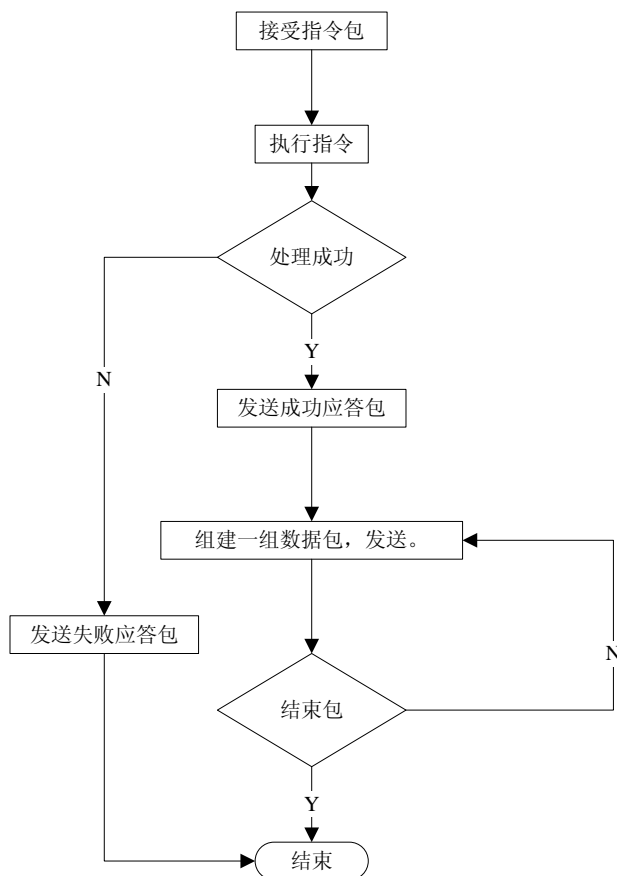 接受指令包
执行指令
处理成功
Y
N
发送成功应答包
组建一组数据包，发送。
发送失败应答包
N
结束包
Y
结束